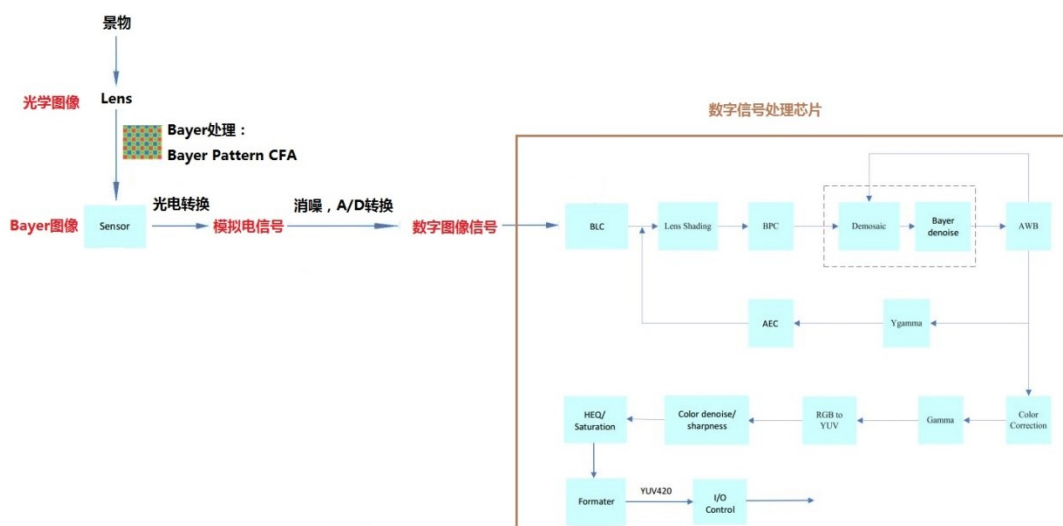 景物
光学图像
Lens
Bayer处理：
Bayer Pattern CFA
数字信号处理芯片
Bayer图像
Sensor
光电转换
模拟电信号
消噪，A/D转换
数字图像信号
BLC
Lens Shading
BPC
Demosaic
Bayer
denoise
AWB
AEC
Ygamma
HEQ/
Saturation
Color denoise/
sharpness
RGB to
YUV
Gamma
Color
Correction
Formater
YUV420
I/O
Control